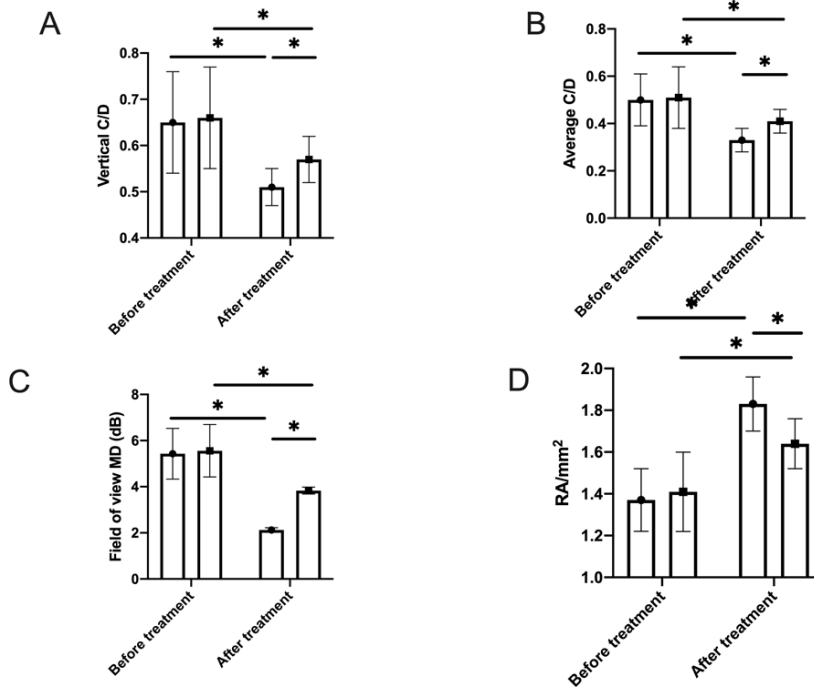 A
Vertical C/D
0.8
0.7
0.6
0.5
0.4
* * *
Before treatment
After treatment
B
Average C/D
0.8
0.6
0.4
0.2
0.0
* * *
Before treatment
After treatment
C
Field of view MD (dB)
8
6
4
2
0
* * *
Before treatment
After treatment
D
RA/mm²
2.0
1.8
1.6
1.4
1.2
1.0
* * *
Before treatment
After treatment